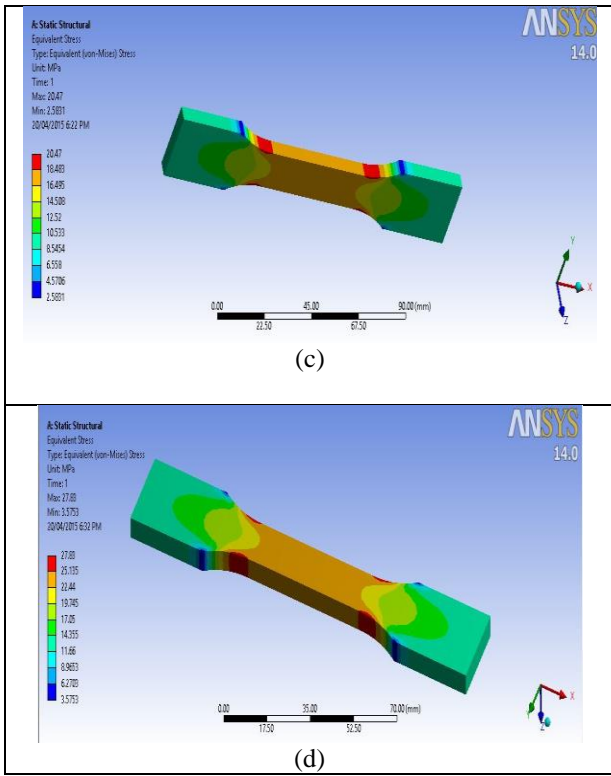 A: Static Structural
Equivalent Stress
Type: Equivalent (von-Mises) Stress
Unit: MPa
Time: 1
Max: 20.47
Min: 2.5831
20/04/2015 6:22 PM
ANSYS
14.0
20.47
18.483
16.495
14.508
12.52
10.533
8.5454
6.558
4.5706
2.5831
Y
X
Z
0.00 45.00 90.00 (mm)
22.50 67.50
(c)
A: Static Structural
Equivalent Stress
Type: Equivalent (von-Mises) Stress
Unit: MPa
Time: 1
Max: 27.83
Min: 3.5753
20/04/2015 6:32 PM
ANSYS
14.0
27.83
25.135
22.44
19.745
17.05
14.355
11.66
8.9653
6.2703
3.5753
X
Y
Z
0.00 35.00 70.00 (mm)
17.50 52.50
(d)